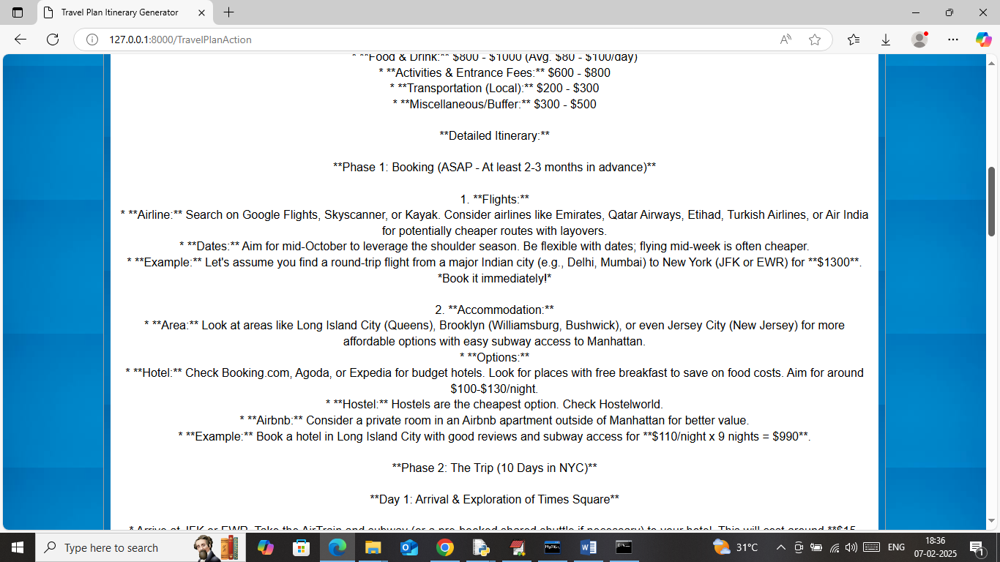 Travel Plan Itinerary Generator
127.0.0.1:8000/TravelPlanAction
* **Food & Drink:** $800 - $1000 (Avg. $80 - $100/day)
* **Activities & Entrance Fees:** $600 - $800
* **Transportation (Local):** $200 - $300
* **Miscellaneous/Buffer:** $300 - $500
**Detailed Itinerary:**
**Phase 1: Booking (ASAP - At least 2-3 months in advance)**
1. **Flights:**
* **Airline:** Search on Google Flights, Skyscanner, or Kayak. Consider airlines like Emirates, Qatar Airways, Etihad, Turkish Airlines, or Air India
for potentially cheaper routes with layovers.
* **Dates:** Aim for mid-October to leverage the shoulder season. Be flexible with dates; flying mid-week is often cheaper.
* **Example:** Let's assume you find a round-trip flight from a major Indian city (e.g., Delhi, Mumbai) to New York (JFK or EWR) for **$1300**.
*Book it immediately!*
2. **Accommodation:**
* **Area:** Look at areas like Long Island City (Queens), Brooklyn (Williamsburg, Bushwick), or even Jersey City (New Jersey) for more
affordable options with easy subway access to Manhattan.
* **Options:**
* **Hotel:** Check Booking.com, Agoda, or Expedia for budget hotels. Look for places with free breakfast to save on food costs. Aim for around
$100-$130/night.
* **Hostel:** Hostels are the cheapest option. Check Hostelworld.
* **Airbnb:** Consider a private room in an Airbnb apartment outside of Manhattan for better value.
* **Example:** Book a hotel in Long Island City with good reviews and subway access for **$110/night x 9 nights = $990**.
**Phase 2: The Trip (10 Days in NYC)**
**Day 1: Arrival & Exploration of Times Square**
* Arrive at JFK or EWR. Take the AirTrain and subway (or a pre-booked shared shuttle if necessary) to your hotel. This will cost around **$15
Type here to search
31°C
ENG
18:36
07-02-2025
1